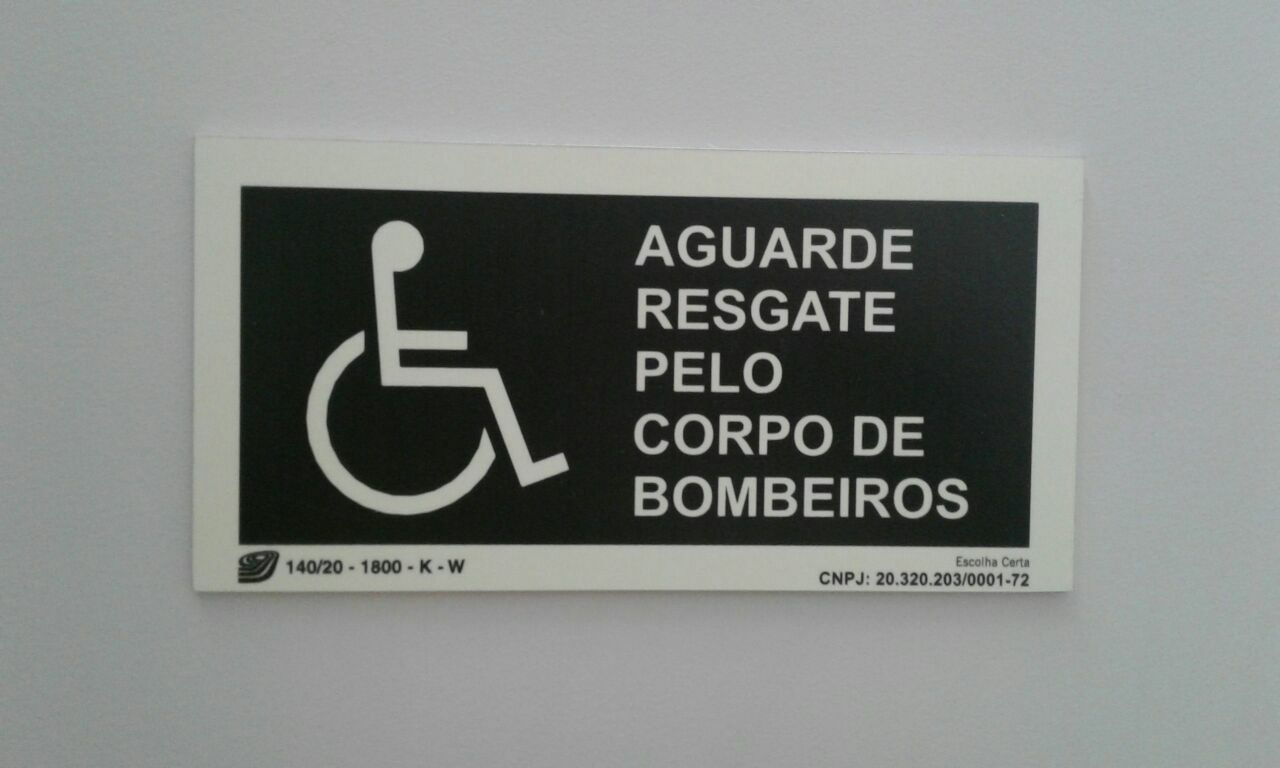 AGUARDE
RESGATE
PELO
CORPO DE
BOMBEIROS
140/20 - 1800 - K - W
Escolha Certa
CNPJ: 20.320.203/0001-72